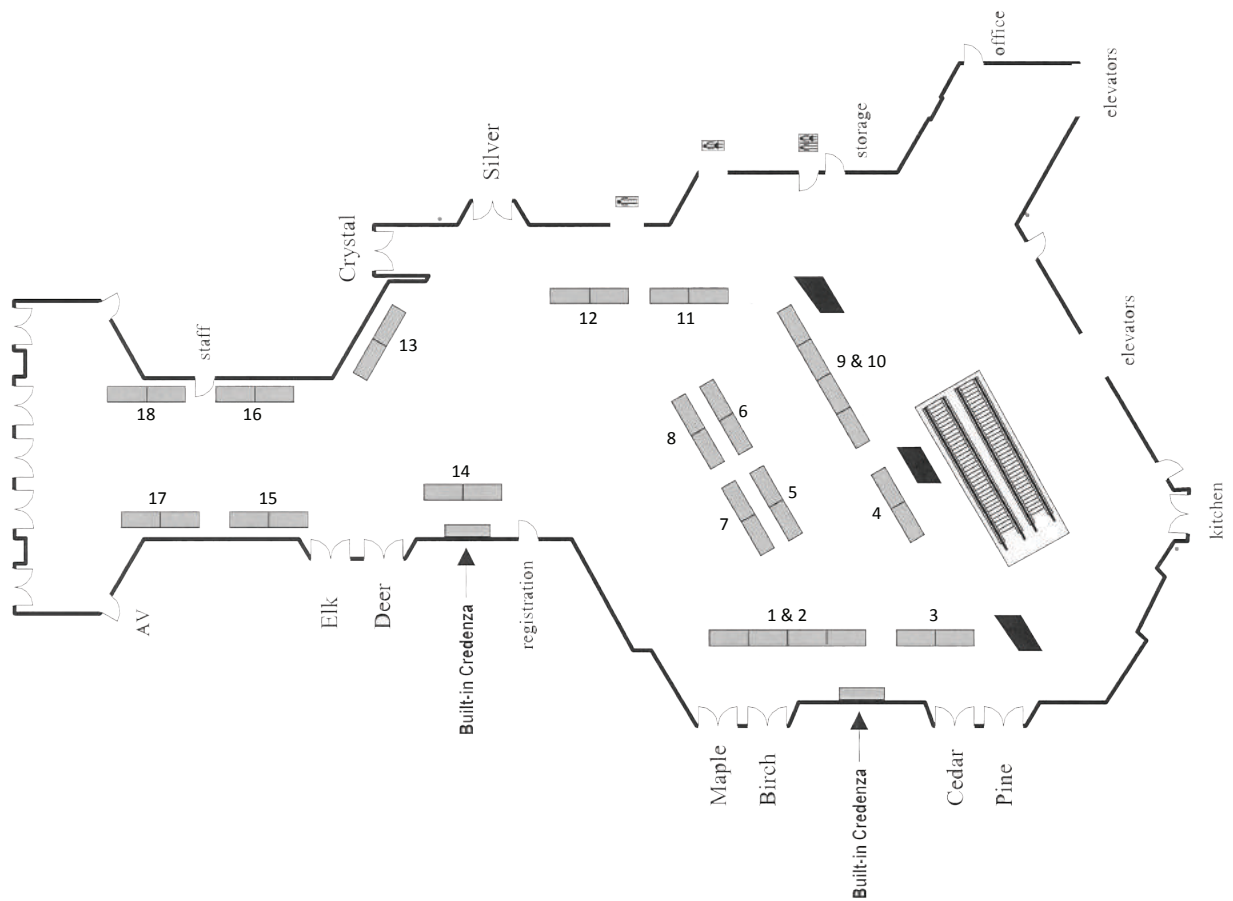 office
elevators
Silver
storage
Crystal
staff
13
12
11
9 & 10
elevators
18
16
6
8
14
17
15
5
7
4
kitchen
AV
Elk
Deer
registration
Built-in Credenza
1 & 2
3
Maple
Birch
Cedar
Pine
Built-in Credenza